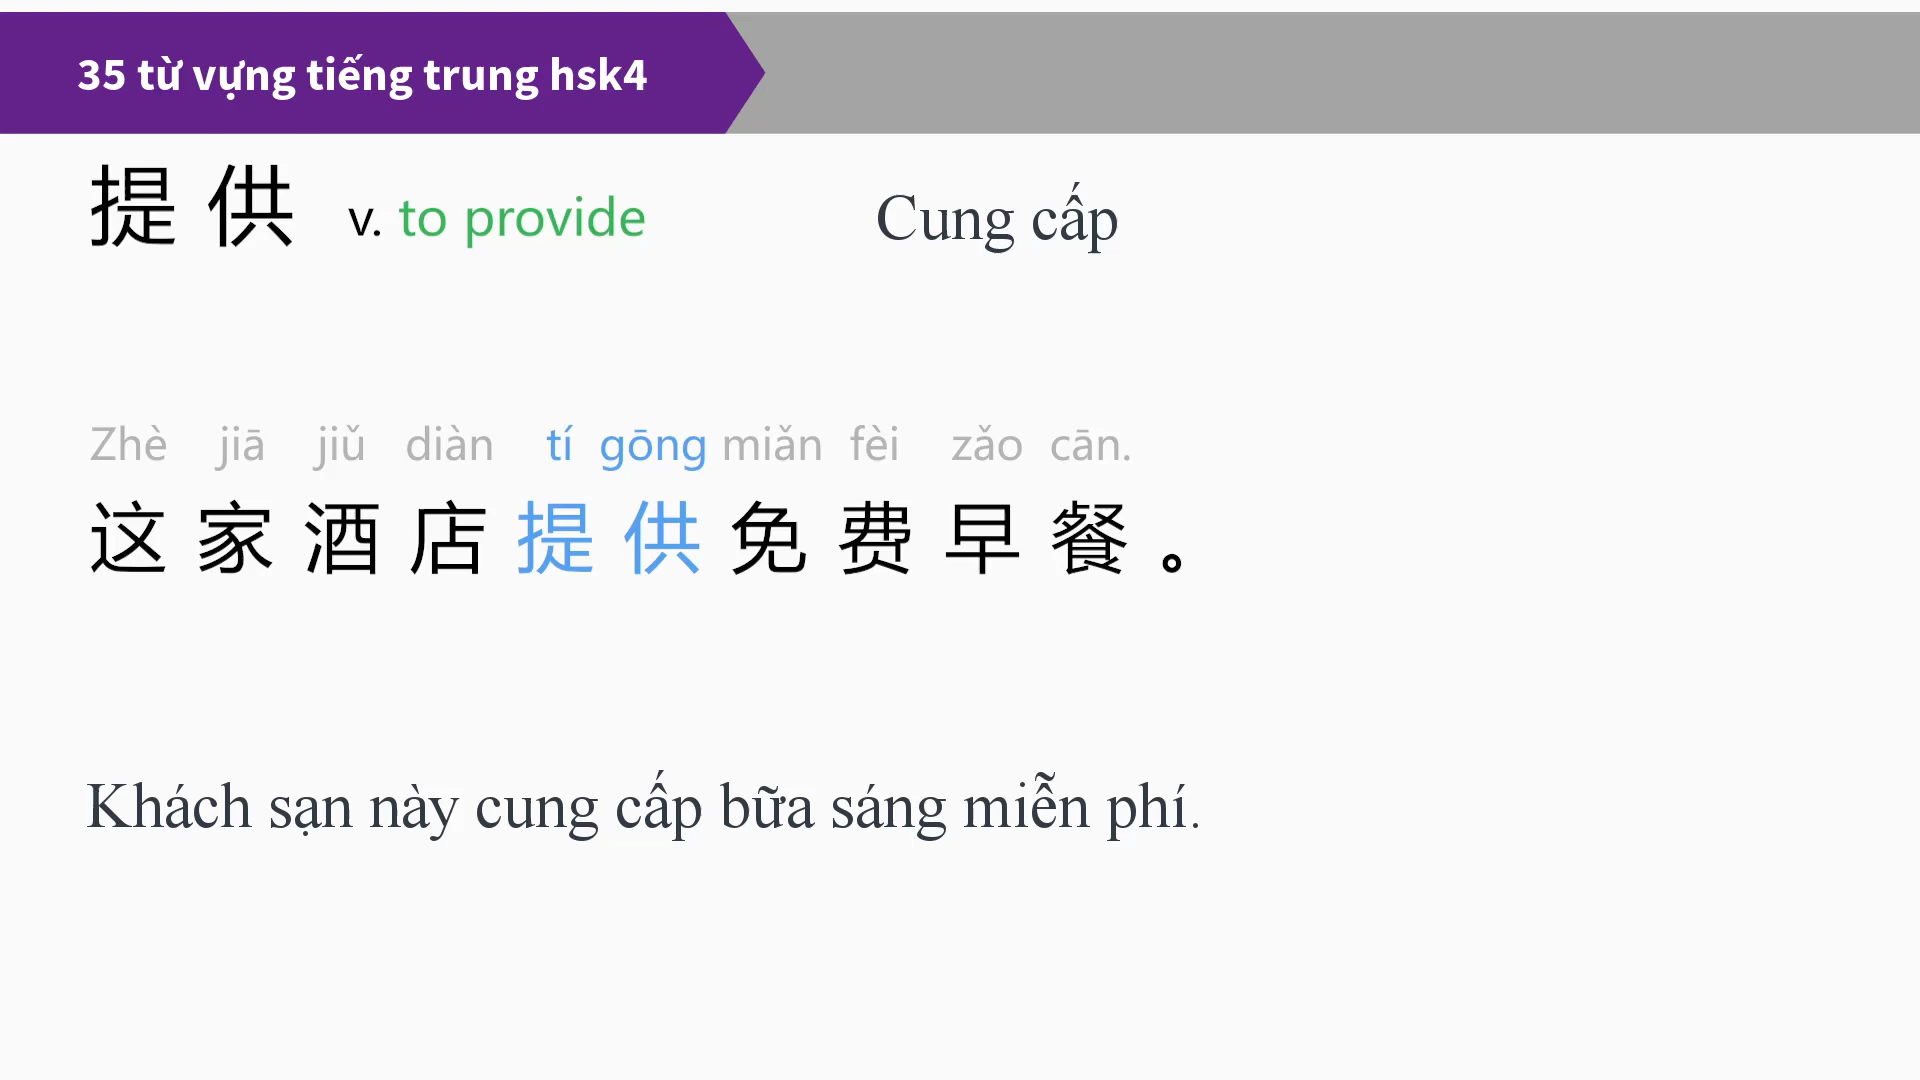 35 từ vựng tiếng trung hsk4
提供 v. to provide Cung cấp
Zhè jiā jiǔ diàn tí gōng miǎn fèi zǎo cān.
这家酒店提供免费早餐。
Khách sạn này cung cấp bữa sáng miễn phí.